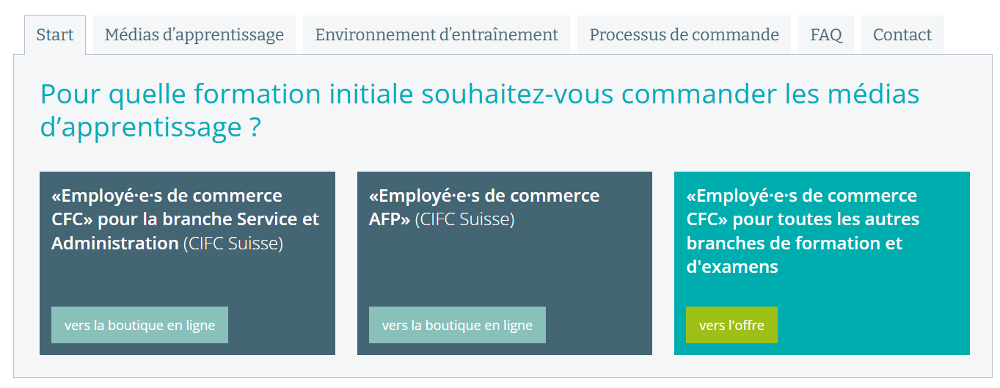 Start
Médias d’apprentissage
Environnement d’entraînement
Processus de commande
FAQ
Contact
Pour quelle formation initiale souhaitez-vous commander les médias
d’apprentissage ?
«Employé·e·s de commerce
CFC» pour la branche Service et
Administration (CIFC Suisse)
vers la boutique en ligne
«Employé·e·s de commerce
AFP» (CIFC Suisse)
vers la boutique en ligne
«Employé·e·s de commerce
CFC» pour toutes les autres
branches de formation et
d'examens
vers l'offre